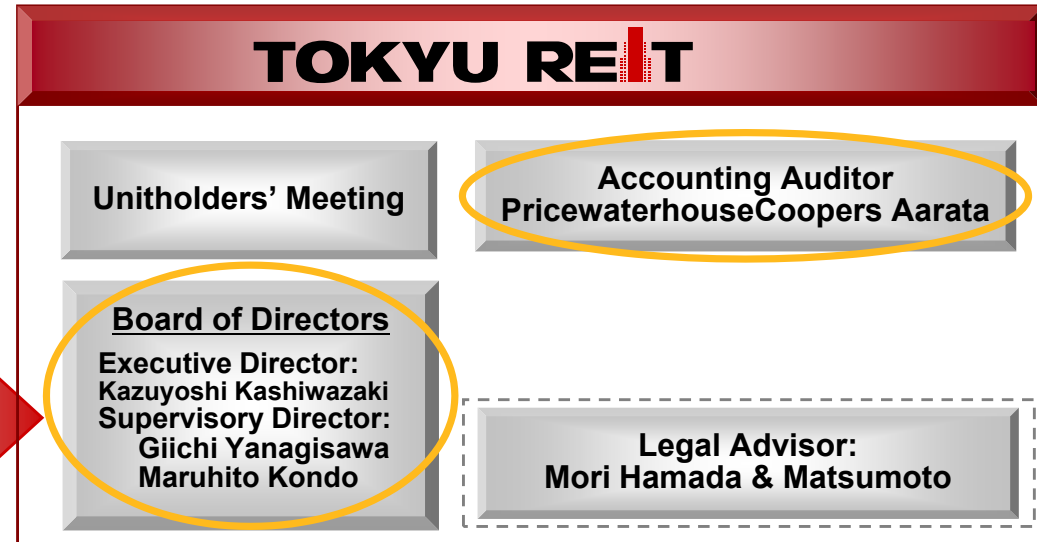 TOKYU REIT
Unitholders’ Meeting
Accounting Auditor
PricewaterhouseCoopers Aarata
Board of Directors
Executive Director:
Kazuyoshi Kashiwazaki
Supervisory Director:
Giichi Yanagisawa
Maruhito Kondo
Legal Advisor:
Mori Hamada & Matsumoto